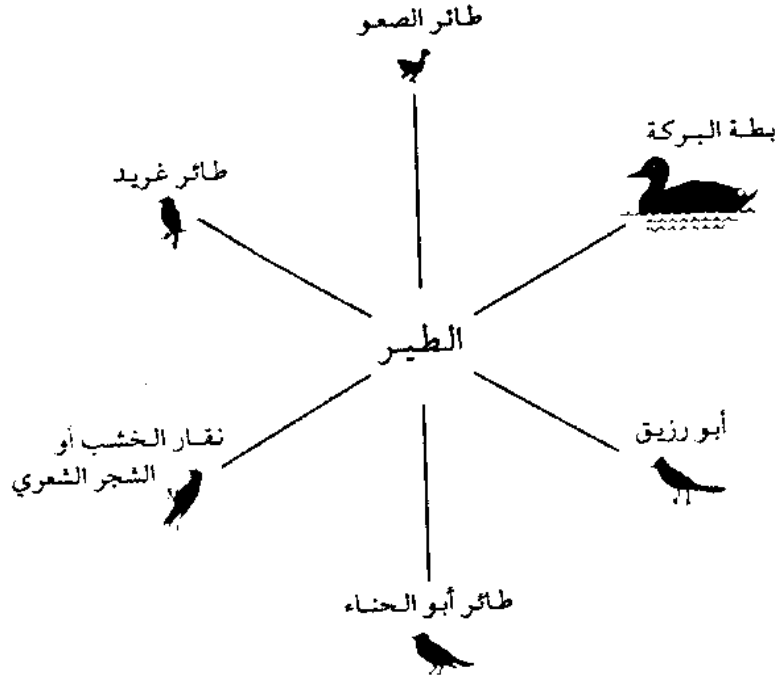 طائر الصعو
بطة البركة
طائر غريد
الطير
أبو رزيق
نقار الخشب أو
الشجر الشعري
طائر أبو الحناء